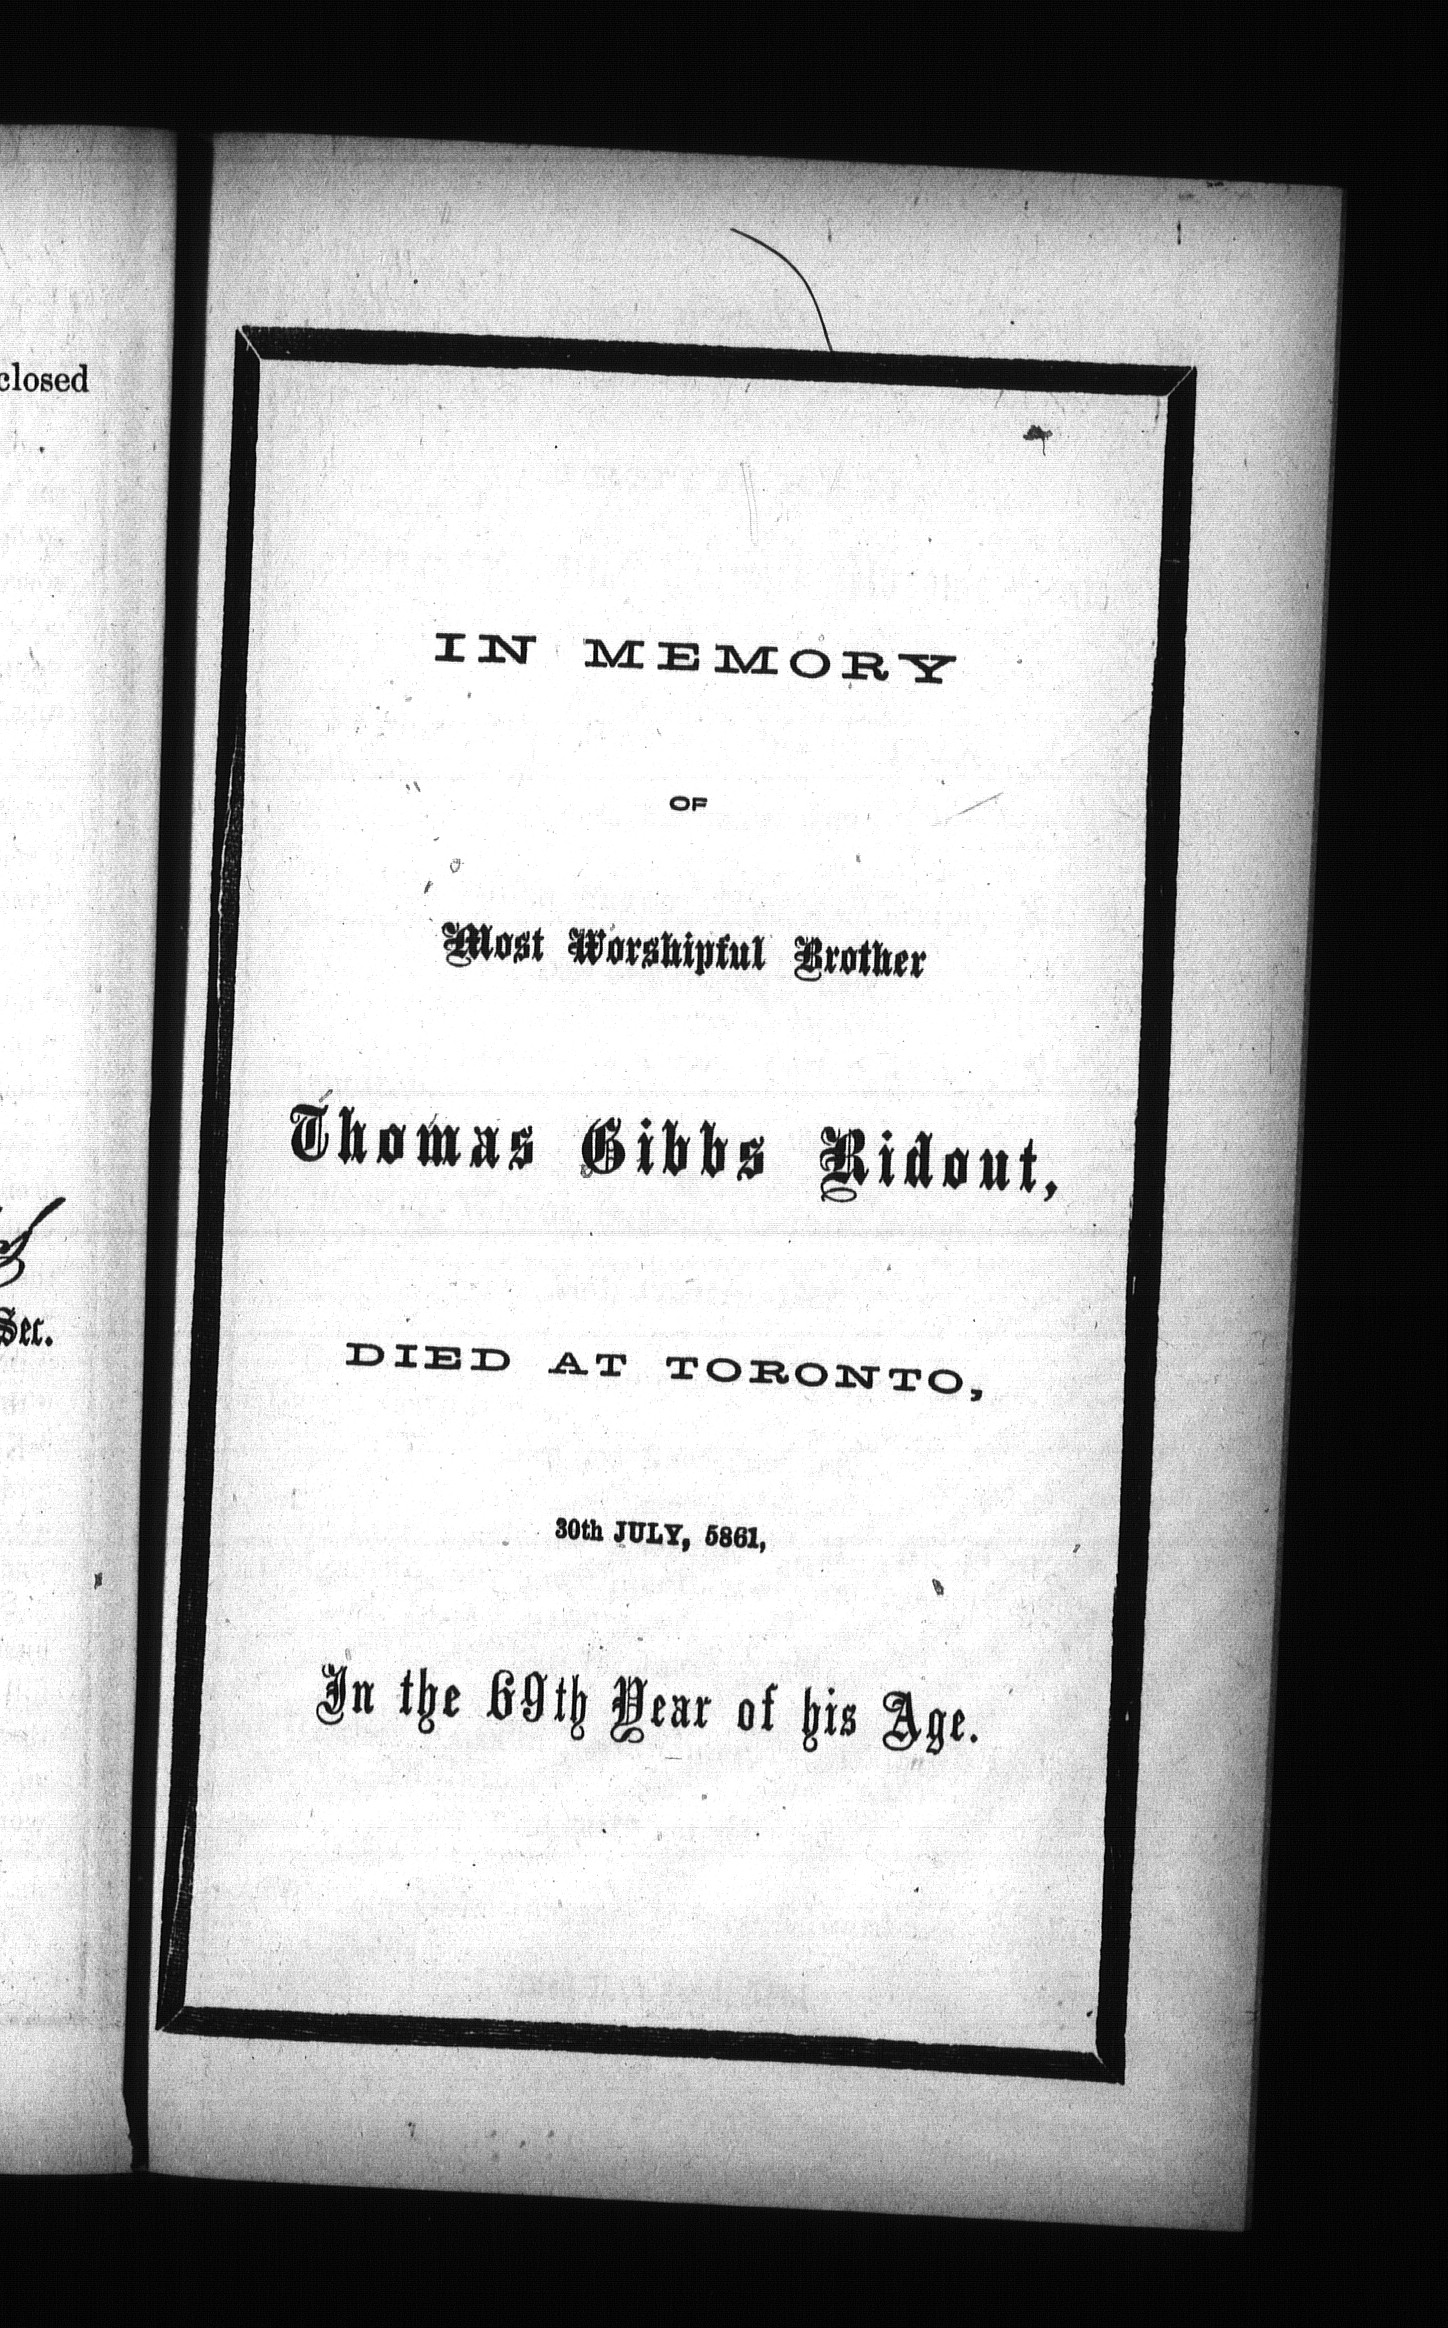 closed
Sec.
IN MEMORY
OF
Most Worshipful Brother
Thomas Gibbs Ridout,
DIED AT TORONTO,
30th JULY, 5861,
In the 69th Year of his Age.